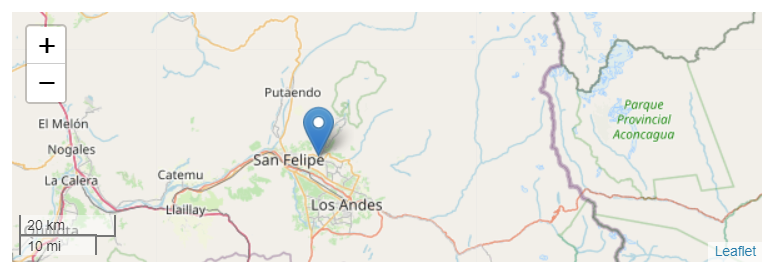 +
−
Putaendo
El Melón
Parque
Provincial
Aconcagua
Nogales
San Felipe
La Calera
Catemu
Llaillay
Los Andes
20 km
10 mi
Quillota
Leaflet